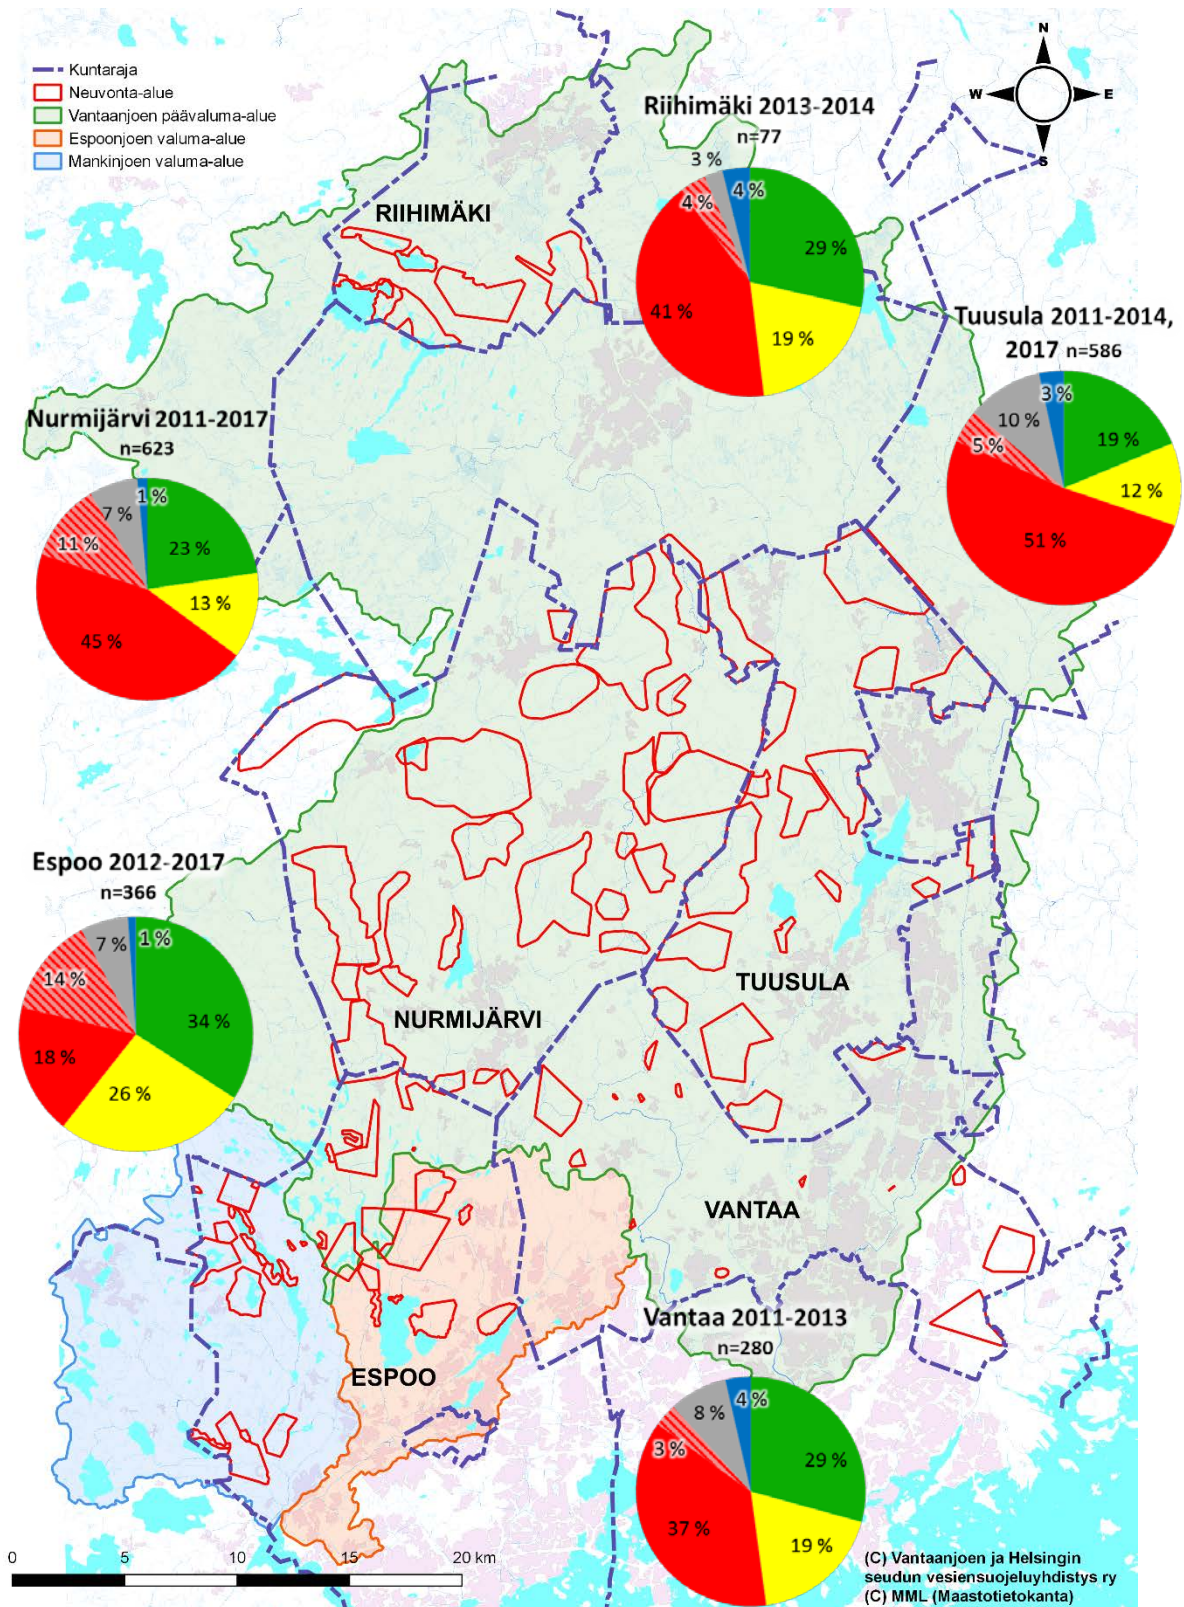 Kuntaraja
Neuvonta-alue
Vantaanjoen päävaluma-alue
Espoonjoen valuma-alue
Mankinjoen valuma-alue
N
W
E
S
Riihimäki 2013-2014
n=77
3 %
4 %
4 %
29 %
41 %
19 %
RIIHIMÄKI
Tuusula 2011-2014,
2017 n=586
3 %
10 %
5 %
19 %
12 %
51 %
Nurmijärvi 2011-2017
n=623
1 %
7 %
11 %
23 %
13 %
45 %
Espoo 2012-2017
n=366
1 %
7 %
14 %
34 %
18 %
26 %
TUUSULA
NURMIJÄRVI
VANTAA
ESPOO
Vantaa 2011-2013
n=280
4 %
8 %
3 %
29 %
37 %
19 %
0
5
10
15
20 km
(C) Vantaanjoen ja Helsingin
seudun vesiensuojeluyhdistys ry
(C) MML (Maastotietokanta)